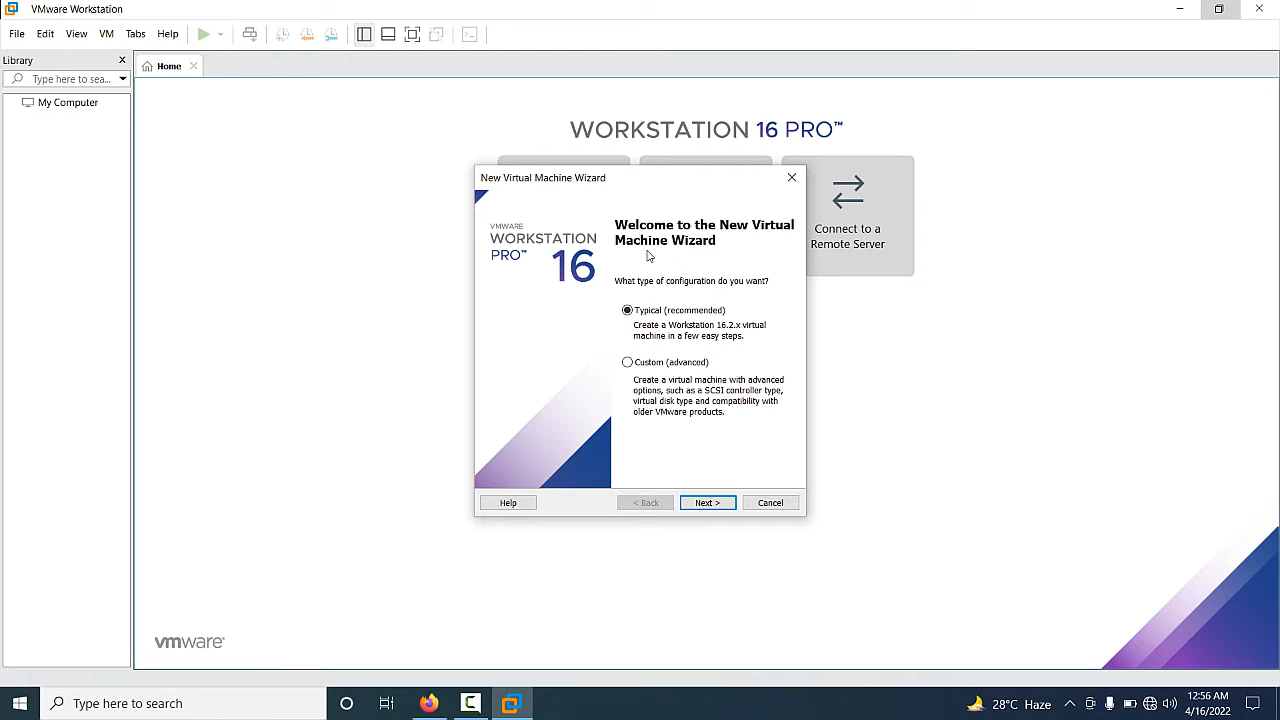 VMware Workstation
File Edit View VM Tabs Help
Library
Type here to sea...
Home
My Computer
WORKSTATION 16 PRO™
Connect to a
Remote Server
New Virtual Machine Wizard
VMWARE
WORKSTATION
PRO™ 16
Welcome to the New Virtual
Machine Wizard
What type of configuration do you want?
Typical (recommended)
Create a Workstation 16.2.x virtual
machine in a few easy steps.
Custom (advanced)
Create a virtual machine with advanced
options, such as a SCSI controller type,
virtual disk type and compatibility with
older VMware products.
Help < Back Next > Cancel
vmware®
Type here to search
28°C Haze
12:56 AM
4/16/2022